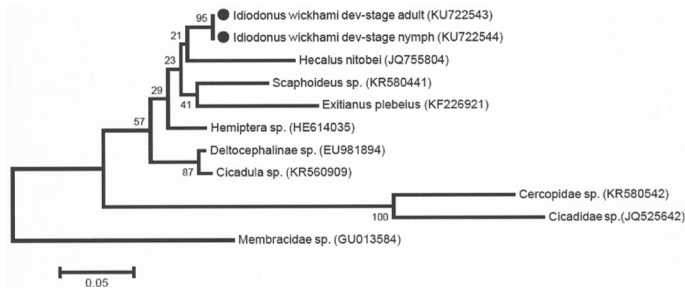 95
Idiodonus wickhami dev-stage adult (KU722543)
Idiodonus wickhami dev-stage nymph (KU722544)
21
Hecalus nitobei (JQ755804)
23
Scaphoideus sp. (KR580441)
29
41
Exitianus plebeius (KF226921)
57
Hemiptera sp. (HE614035)
Deltocephalinae sp. (EU981894)
87
Cicadula sp. (KR560909)
Cercopidae sp. (KR580542)
100
Cicadidae sp.(JQ525642)
Membracidae sp. (GU013584)
0.05